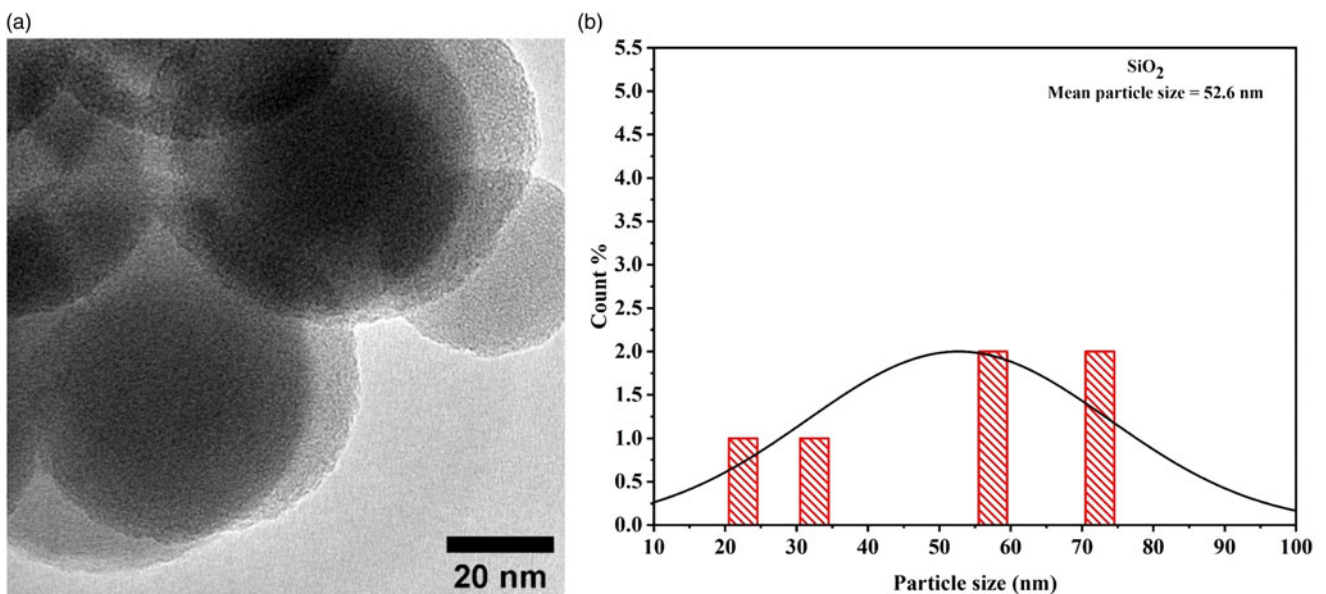 (a)
20 nm
(b)
SiO₂
Mean particle size = 52.6 nm
Count %
5.5
5.0
4.5
4.0
3.5
3.0
2.5
2.0
1.5
1.0
0.5
0.0
10 20 30 40 50 60 70 80 90 100
Particle size (nm)